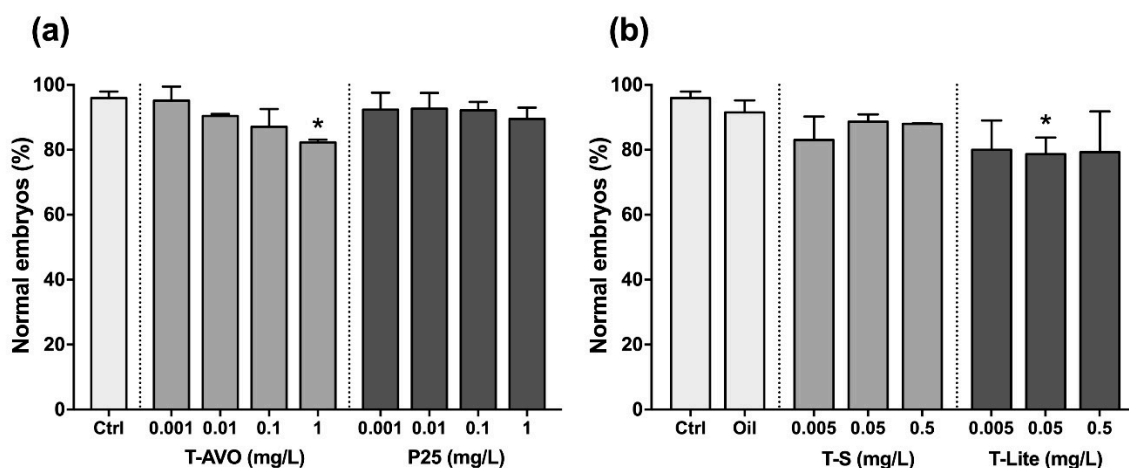 (a)
Normal embryos (%)
100
80
60
40
20
0
*
Ctrl 0.001 0.01 0.1 1 0.001 0.01 0.1 1
T-AVO (mg/L) P25 (mg/L)
(b)
Normal embryos (%)
100
80
60
40
20
0
*
Ctrl Oil 0.005 0.05 0.5 0.005 0.05 0.5
T-S (mg/L) T-Lite (mg/L)